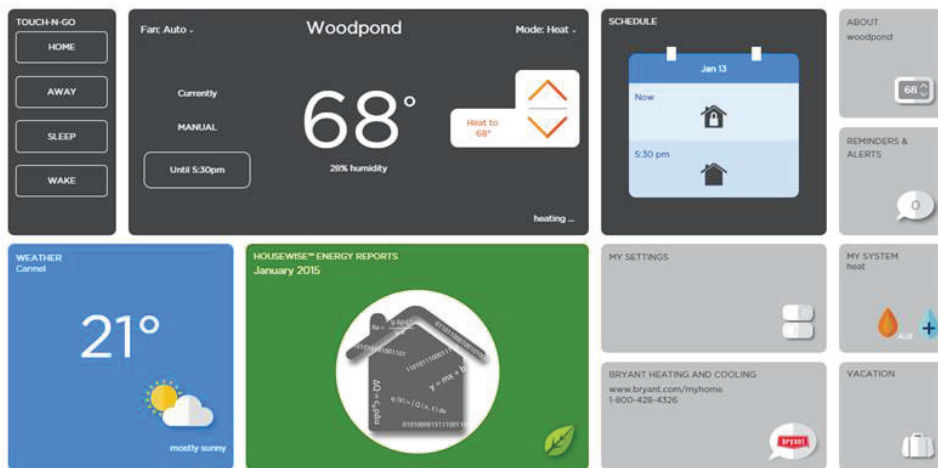 TOUCH-N-GO
HOME
AWAY
SLEEP
WAKE
Fan: Auto
Woodpond
Mode: Heat
Currently
MANUAL
Until 5:30pm
68°
28% humidity
Heat to
68°
heating ...
SCHEDULE
Jan 13
Now
5:30 pm
ABOUT
woodpond
68
REMINDERS &
ALERTS
0
WEATHER
Carmel
21°
mostly sunny
HOUSEWISE™ ENERGY REPORTS
January 2015
y = mx + b
MY SETTINGS
MY SYSTEM
heat
BRYANT HEATING AND COOLING
www.bryant.com/myhome
1-800-428-4326
bryant
VACATION